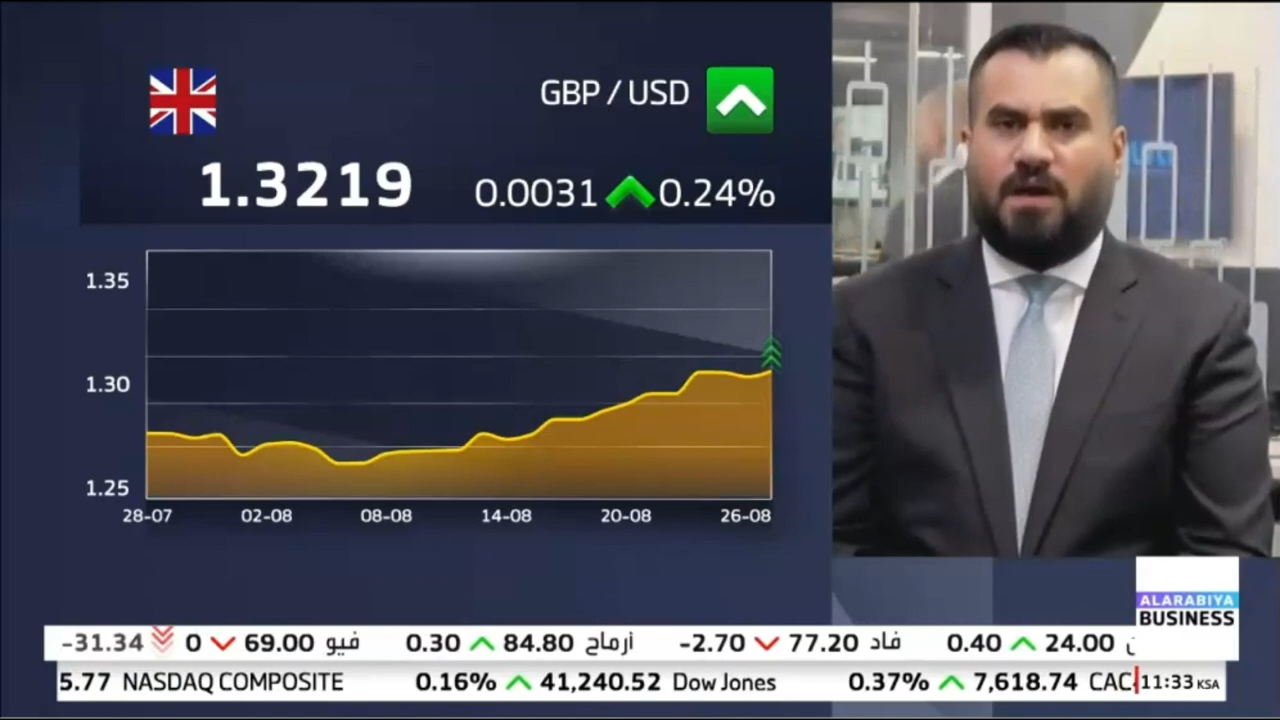 GBP / USD
1.3219 0.0031 0.24%
1.35
1.30
1.25
28-07 02-08 08-08 14-08 20-08 26-08
ALARABIYA
BUSINESS
-31.34 0 69.00 فيو 0.30 84.80 أرماح -2.70 77.20 فاد 0.40 24.00
5.77 NASDAQ COMPOSITE 0.16% 41,240.52 Dow Jones 0.37% 7,618.74 CAC 11:33 KSA